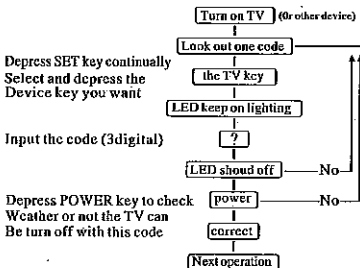 Turn on TV (Or other device)
Look out one code
Depress SET key continually
Select and depress the
Device key you want
the TV key
LED keep on lighting
Input the code (3digital)
?
LED shoud off
No
Depress POWER key to check
Weather or not the TV can
Be turn off with this code
power
No
correct
Next operation